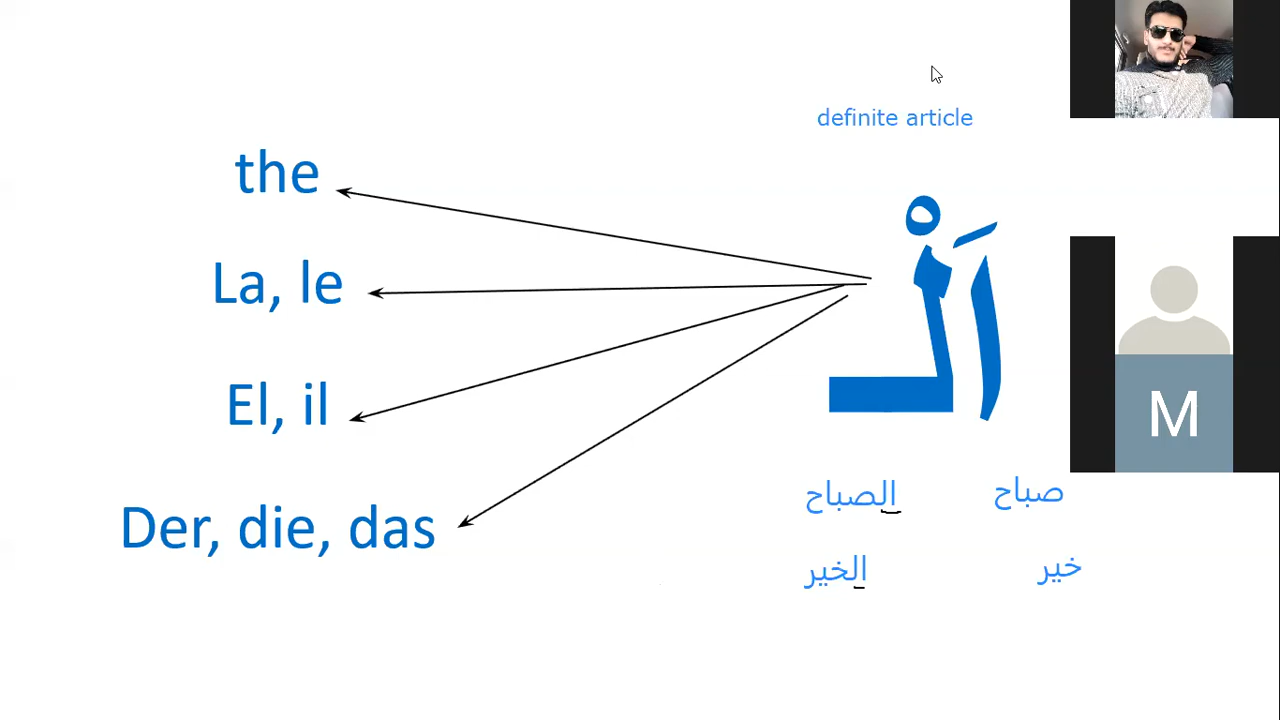 definite article
the
La, le
El, il
Der, die, das
اَلْـ
صباح الصباح
خير الخير
M